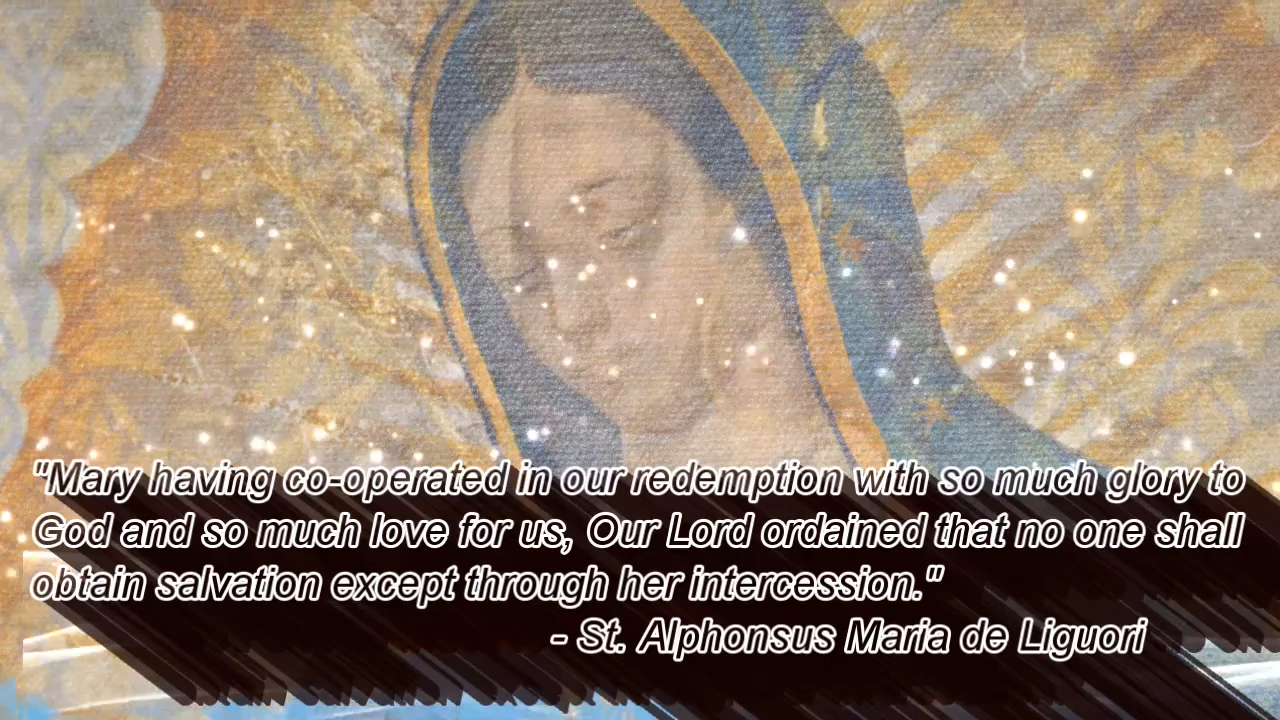 "Mary having co-operated in our redemption with so much glory to
God and so much love for us, Our Lord ordained that no one shall
obtain salvation except through her intercession."
- St. Alphonsus Maria de Liguori